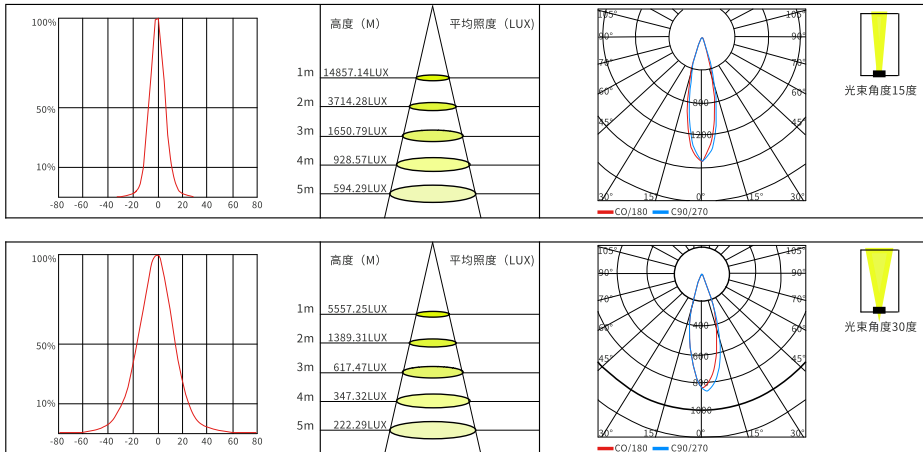 100%
50%
10%
-80 -60 -40 -20 0 20 40 60 80
高度（M） 平均照度（LUX）
1m 14857.14LUX
2m 3714.28LUX
3m 1650.79LUX
4m 928.57LUX
5m 594.29LUX
105° 105°
90° 90°
70° 70°
60° 60°
45° 45°
800
1200
30° 15° 0° 15° 30°
CO/180 C90/270
光束角度15度
100%
50%
10%
-80 -60 -40 -20 0 20 40 60 80
高度（M） 平均照度（LUX）
1m 5557.25LUX
2m 1389.31LUX
3m 617.47LUX
4m 347.32LUX
5m 222.29LUX
105° 105°
90° 90°
70° 70°
60° 60°
45° 45°
400
600
800
1000
30° 15° 0° 15° 30°
CO/180 C90/270
光束角度30度